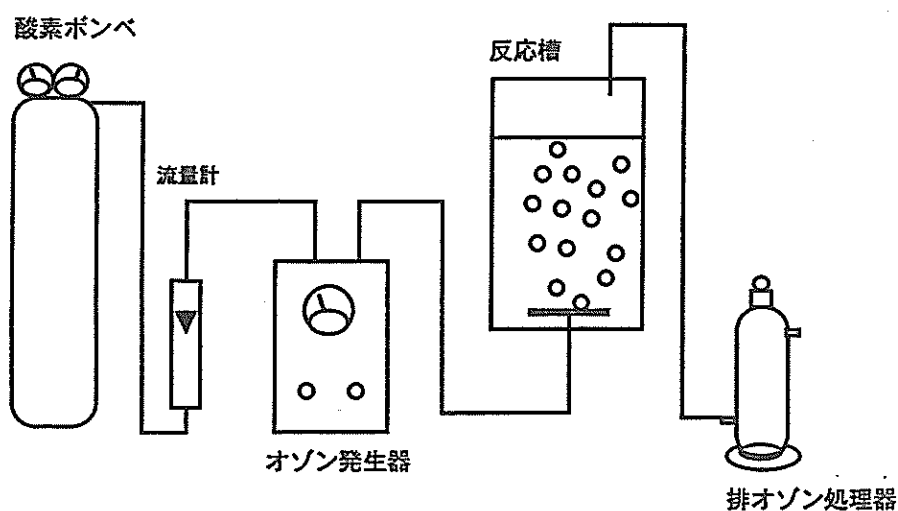 酸素ボンベ
反応槽
流量計
オゾン発生器
排オゾン処理器